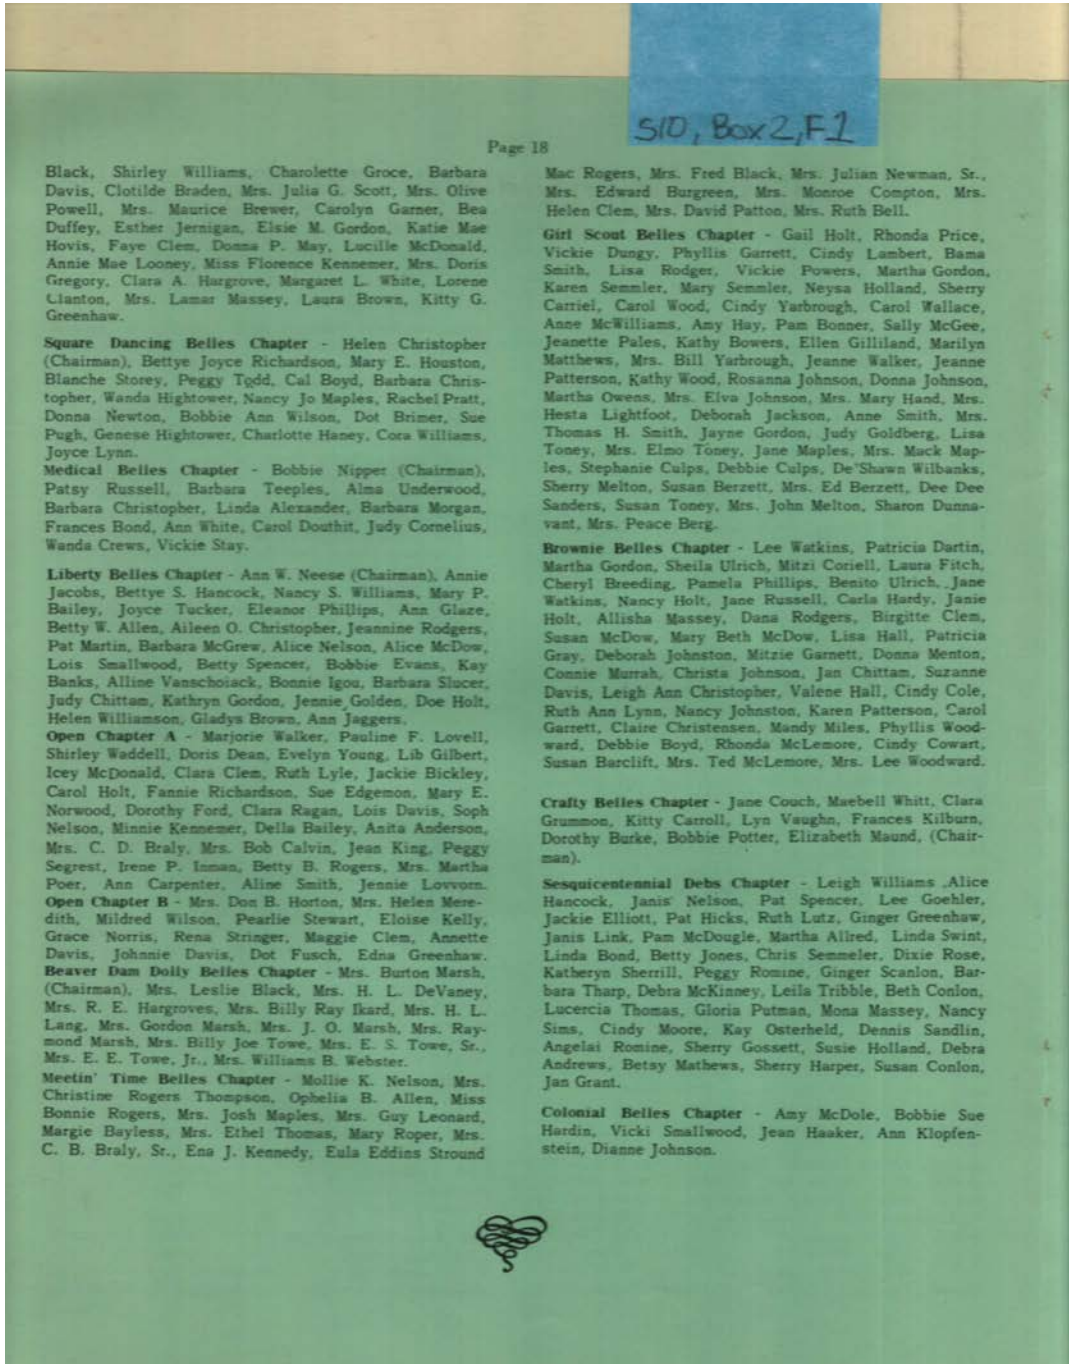 S10, Box 2, F1
Page 18
Black, Shirley Williams, Charolette Groce, Barbara
Davis, Clotilde Braden, Mrs. Julia G. Scott, Mrs. Olive
Powell, Mrs. Maurice Brewer, Carolyn Garner, Bea
Duffey, Esther Jernigan, Elsie M. Gordon, Katie Mae
Hovis, Faye Clem, Donna P. May, Lucille McDonald,
Annie Mae Looney, Miss Florence Kennemer, Mrs. Doris
Gregory, Clara A. Hargrove, Margaret L. White, Lorene
Clanton, Mrs. Lamar Massey, Laura Brown, Kitty G.
Greenhaw.
Square Dancing Belles Chapter - Helen Christopher
(Chairman), Bettye Joyce Richardson, Mary E. Houston,
Blanche Storey, Peggy Todd, Cal Boyd, Barbara Chris-
topher, Wanda Hightower, Nancy Jo Maples, Rachel Pratt,
Donna Newton, Bobbie Ann Wilson, Dot Brimer, Sue
Pugh, Genese Hightower, Charlotte Haney, Cora Williams,
Joyce Lynn.
Medical Belles Chapter - Bobbie Nipper (Chairman),
Patsy Russell, Barbara Teeples, Alma Underwood,
Barbara Christopher, Linda Alexander, Barbara Morgan,
Frances Bond, Ann White, Carol Douthit, Judy Cornelius,
Wanda Crews, Vickie Stay.
Liberty Belles Chapter - Ann W. Neese (Chairman), Annie
Jacobs, Bettye S. Hancock, Nancy S. Williams, Mary P.
Bailey, Joyce Tucker, Eleanor Phillips, Ann Glaze,
Betty W. Allen, Aileen O. Christopher, Jeannine Rodgers,
Pat Martin, Barbara McGrew, Alice Nelson, Alice McDow,
Lois Smallwood, Betty Spencer, Bobbie Evans, Kay
Banks, Alline Vanschoiack, Bonnie Igou, Barbara Slucer,
Judy Chittam, Kathryn Gordon, Jennie Golden, Doe Holt,
Helen Williamson, Gladys Brown, Ann Jaggers.
Open Chapter A - Marjorie Walker, Pauline F. Lovell,
Shirley Waddell, Doris Dean, Evelyn Young, Lib Gilbert,
Icey McDonald, Clara Clem, Ruth Lyle, Jackie Bickley,
Carol Holt, Fannie Richardson, Sue Edgemon, Mary E.
Norwood, Dorothy Ford, Clara Ragan, Lois Davis, Soph
Nelson, Minnie Kennemer, Della Bailey, Anita Anderson,
Mrs. C. D. Braly, Mrs. Bob Calvin, Jean King, Peggy
Segrest, Irene P. Inman, Betty B. Rogers, Mrs. Martha
Poer, Ann Carpenter, Aline Smith, Jennie Lovvorn.
Open Chapter B - Mrs. Don B. Horton, Mrs. Helen Mere-
dith, Mildred Wilson, Pearlie Stewart, Eloise Kelly,
Grace Norris, Rena Stringer, Maggie Clem, Annette
Davis, Johnnie Davis, Dot Fusch, Edna Greenhaw.
Beaver Dam Dolly Belles Chapter - Mrs. Burton Marsh,
(Chairman), Mrs. Leslie Black, Mrs. H. L. DeVaney,
Mrs. R. E. Hargroves, Mrs. Billy Ray Ikard, Mrs. H. L.
Lang, Mrs. Gordon Marsh, Mrs. J. O. Marsh, Mrs. Ray-
mond Marsh, Mrs. Billy Joe Towe, Mrs. E. S. Towe, Sr.,
Mrs. E. E. Towe, Jr., Mrs. Williams B. Webster.
Meetin' Time Belles Chapter - Mollie K. Nelson, Mrs.
Christine Rogers Thompson, Ophelia B. Allen, Miss
Bonnie Rogers, Mrs. Josh Maples, Mrs. Guy Leonard,
Margie Bayless, Mrs. Ethel Thomas, Mary Roper, Mrs.
C. B. Braly, Sr., Ena J. Kennedy, Eula Eddins Stround
Mac Rogers, Mrs. Fred Black, Mrs. Julian Newman, Sr.,
Mrs. Edward Burgreen, Mrs. Monroe Compton, Mrs.
Helen Clem, Mrs. David Patton, Mrs. Ruth Bell.
Girl Scout Belles Chapter - Gail Holt, Rhonda Price,
Vickie Dungy, Phyllis Garrett, Cindy Lambert, Bama
Smith, Lisa Rodger, Vickie Powers, Martha Gordon,
Karen Semmler, Mary Semmler, Neysa Holland, Sherry
Carriel, Carol Wood, Cindy Yarbrough, Carol Wallace,
Anne McWilliams, Amy Hay, Pam Bonner, Sally McGee,
Jeanette Pales, Kathy Bowers, Ellen Gilliland, Marilyn
Matthews, Mrs. Bill Yarbrough, Jeanne Walker, Jeanne
Patterson, Kathy Wood, Rosanna Johnson, Donna Johnson,
Martha Owens, Mrs. Elva Johnson, Mrs. Mary Hand, Mrs.
Hesta Lightfoot, Deborah Jackson, Anne Smith, Mrs.
Thomas H. Smith, Jayne Gordon, Judy Goldberg, Lisa
Toney, Mrs. Elmo Toney, Jane Maples, Mrs. Mack Map-
les, Stephanie Culps, Debbie Culps, De'Shawn Wilbanks,
Sherry Melton, Susan Berzett, Mrs. Ed Berzett, Dee Dee
Sanders, Susan Toney, Mrs. John Melton, Sharon Dunna-
vant, Mrs. Peace Berg.
Brownie Belles Chapter - Lee Watkins, Patricia Dartin,
Martha Gordon, Sheila Ulrich, Mitzi Coriell, Laura Fitch,
Cheryl Breeding, Pamela Phillips, Benito Ulrich, Jane
Watkins, Nancy Holt, Jane Russell, Carla Hardy, Janie
Holt, Allisha Massey, Dana Rodgers, Birgitte Clem,
Susan McDow, Mary Beth McDow, Lisa Hall, Patricia
Gray, Deborah Johnston, Mitzie Garnett, Donna Menton,
Connie Murrah, Christa Johnson, Jan Chittam, Suzanne
Davis, Leigh Ann Christopher, Valene Hall, Cindy Cole,
Ruth Ann Lynn, Nancy Johnston, Karen Patterson, Carol
Garrett, Claire Christensen, Mandy Miles, Phyllis Wood-
ward, Debbie Boyd, Rhonda McLemore, Cindy Cowart,
Susan Barclift, Mrs. Ted McLemore, Mrs. Lee Woodward.
Crafty Belles Chapter - Jane Couch, Maebell Whitt, Clara
Grummon, Kitty Carroll, Lyn Vaughn, Frances Kilburn,
Dorothy Burke, Bobbie Potter, Elizabeth Maund, (Chair-
man).
Sesquicentennial Debs Chapter - Leigh Williams ,Alice
Hancock, Janis Nelson, Pat Spencer, Lee Goehler,
Jackie Elliott, Pat Hicks, Ruth Lutz, Ginger Greenhaw,
Janis Link, Pam McDougle, Martha Allred, Linda Swint,
Linda Bond, Betty Jones, Chris Semmeler, Dixie Rose,
Katheryn Sherrill, Peggy Romine, Ginger Scanlon, Bar-
bara Tharp, Debra McKinney, Leila Tribble, Beth Conlon,
Lucercia Thomas, Gloria Putman, Mona Massey, Nancy
Sims, Cindy Moore, Kay Osterheld, Dennis Sandlin,
Angelai Romine, Sherry Gossett, Susie Holland, Debra
Andrews, Betsy Mathews, Sherry Harper, Susan Conlon,
Jan Grant.
Colonial Belles Chapter - Amy McDole, Bobbie Sue
Hardin, Vicki Smallwood, Jean Haaker, Ann Klopfen-
stein, Dianne Johnson.